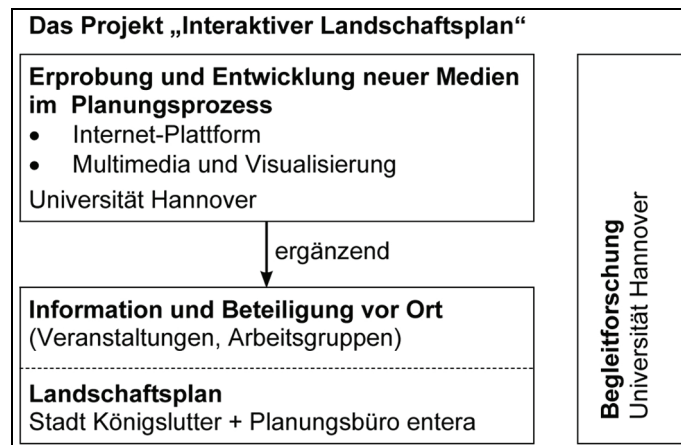 Das Projekt „Interaktiver Landschaftsplan“
Erprobung und Entwicklung neuer Medien
im Planungsprozess
• Internet-Plattform
• Multimedia und Visualisierung
Universität Hannover
ergänzend
Information und Beteiligung vor Ort
(Veranstaltungen, Arbeitsgruppen)
Landschaftsplan
Stadt Königslutter + Planungsbüro entera
Begleitforschung
Universität Hannover